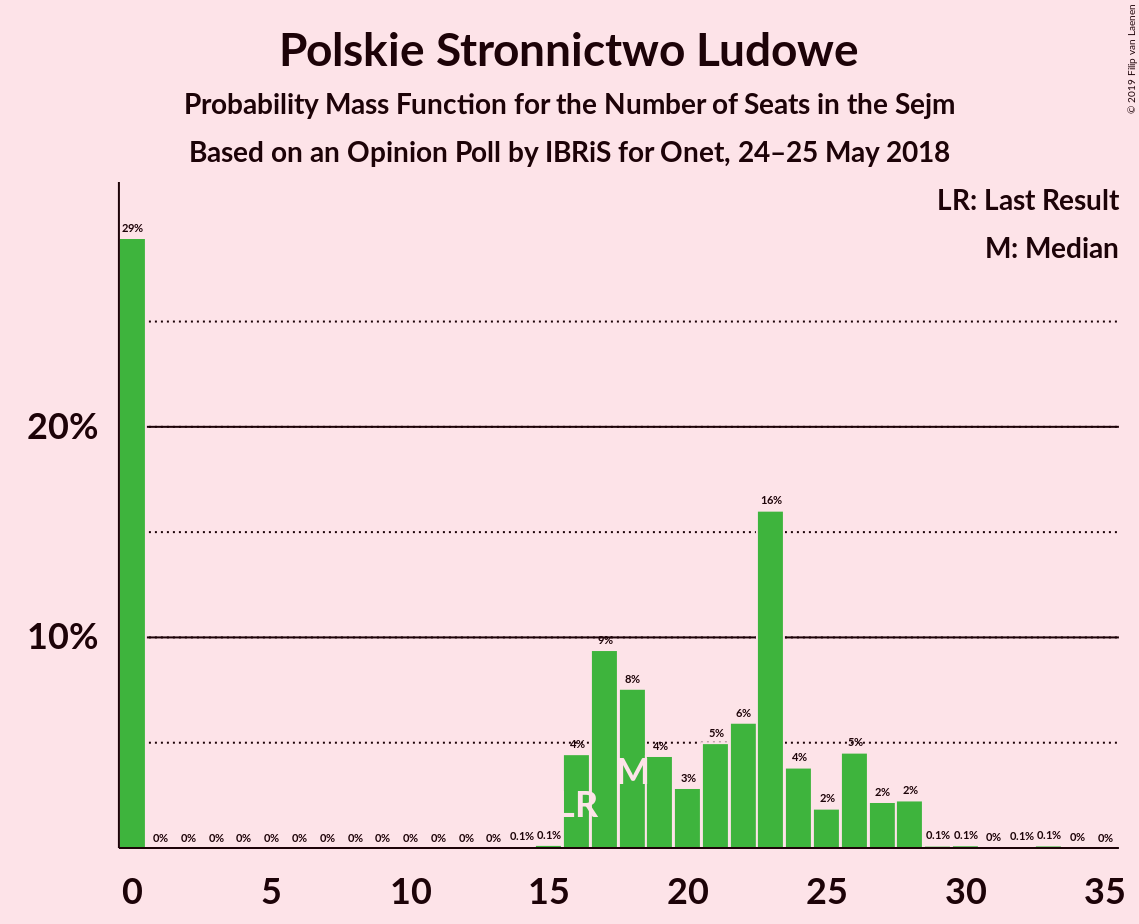 Polskie Stronnictwo Ludowe
Probability Mass Function for the Number of Seats in the Sejm
Based on an Opinion Poll by IBRiS for Onet, 24–25 May 2018
© 2019 Filip van Laenen
LR: Last Result
M: Median
29%
20%
16%
10%
9%
8%
6%
5%
4%
4%
5%
3%
4%
2%
2%
2%
M
LR
0% 0% 0% 0% 0% 0% 0% 0% 0% 0% 0% 0% 0% 0.1% 0.1% 0.1% 0.1% 0% 0.1% 0.1% 0% 0%
0 5 10 15 20 25 30 35